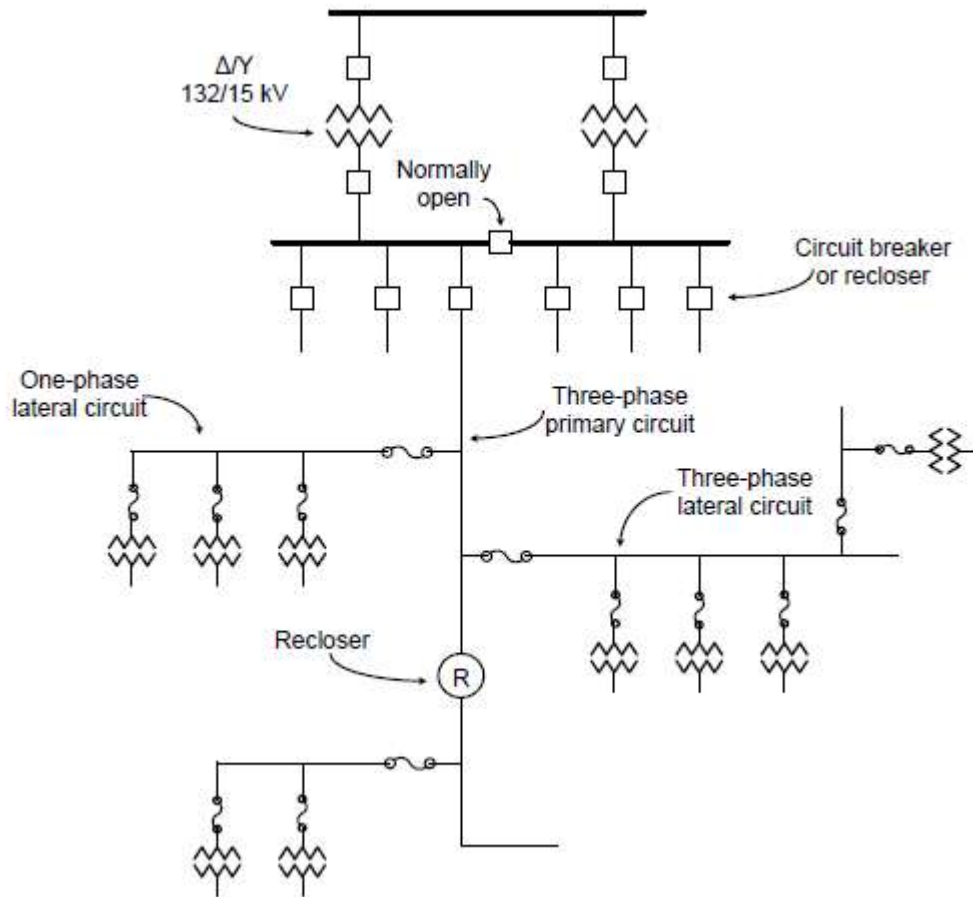 Δ/Y
132/15 kV
Normally
open
Circuit breaker
or recloser
One-phase
lateral circuit
Three-phase
primary circuit
Three-phase
lateral circuit
Recloser
R